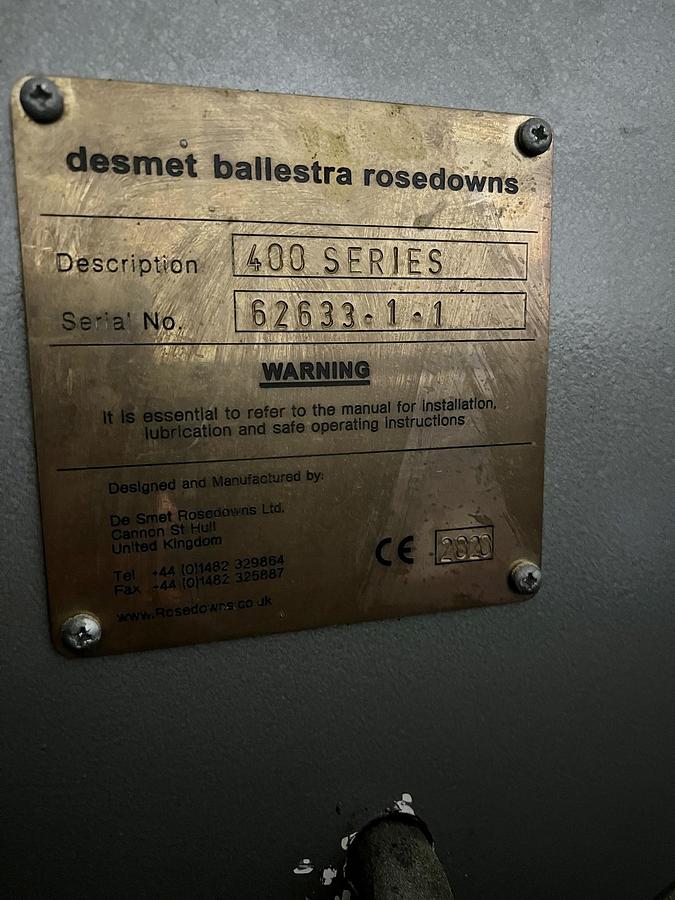 desmet ballestra rosedowns
Description 400 SERIES
Serial No. 62633-1-1
WARNING
It is essential to refer to the manual for installation,
lubrication and safe operating instructions
Designed and Manufactured by:
De Smet Rosedowns Ltd.
Cannon St Hull
United Kingdom
Tel +44 (0)1482 329864
Fax +44 (0)1482 325887
www.Rosedowns.co.uk
CE 2020